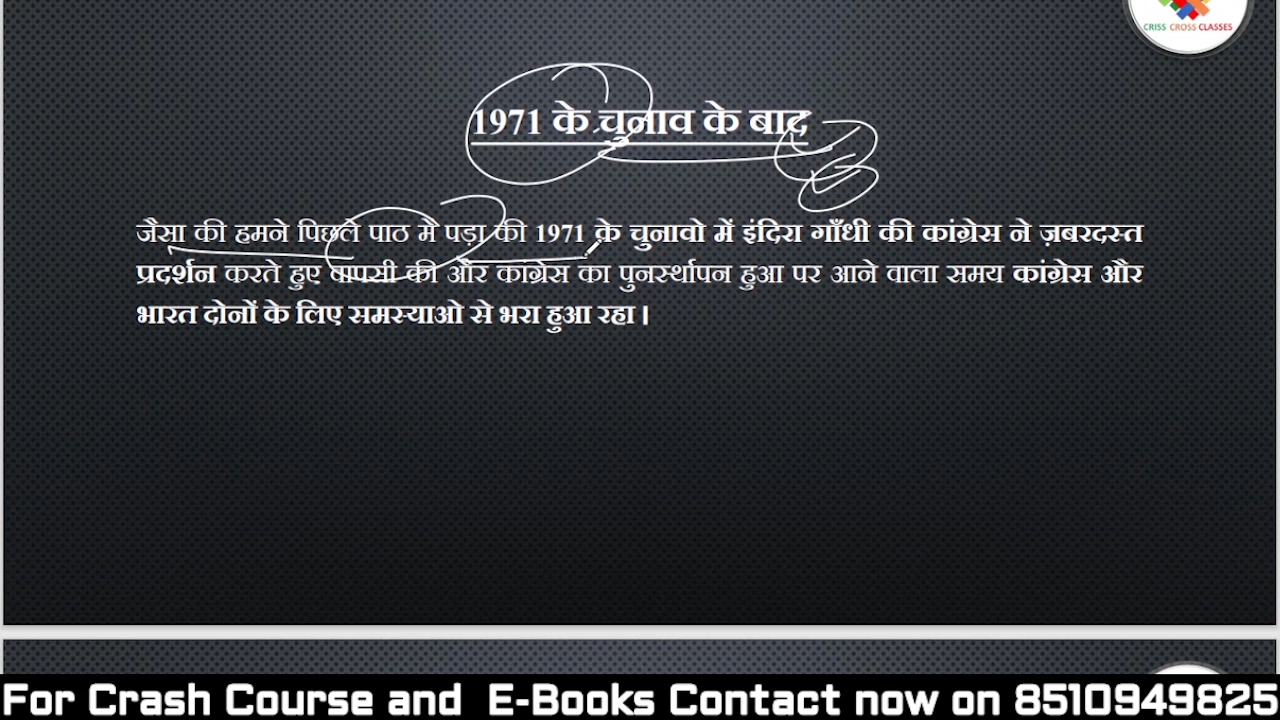 CRISS CROSS CLASSES
1971 के चुनाव के बाद
जैसा की हमने पिछले पाठ मे पड़ा की 1971 के चुनावो में इंदिरा गाँधी की कांग्रेस ने ज़बरदस्त
प्रदर्शन करते हुए वापसी की और कांग्रेस का पुनर्स्थापन हुआ पर आने वाला समय कांग्रेस और
भारत दोनों के लिए समस्याओ से भरा हुआ रहा ।
For Crash Course and E-Books Contact now on 8510949825